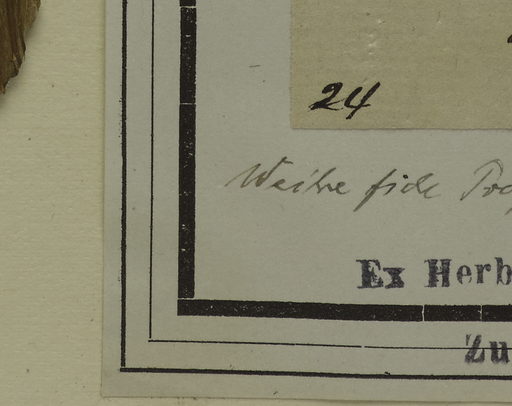 24
Weihe fide
Ex Herb
Zu